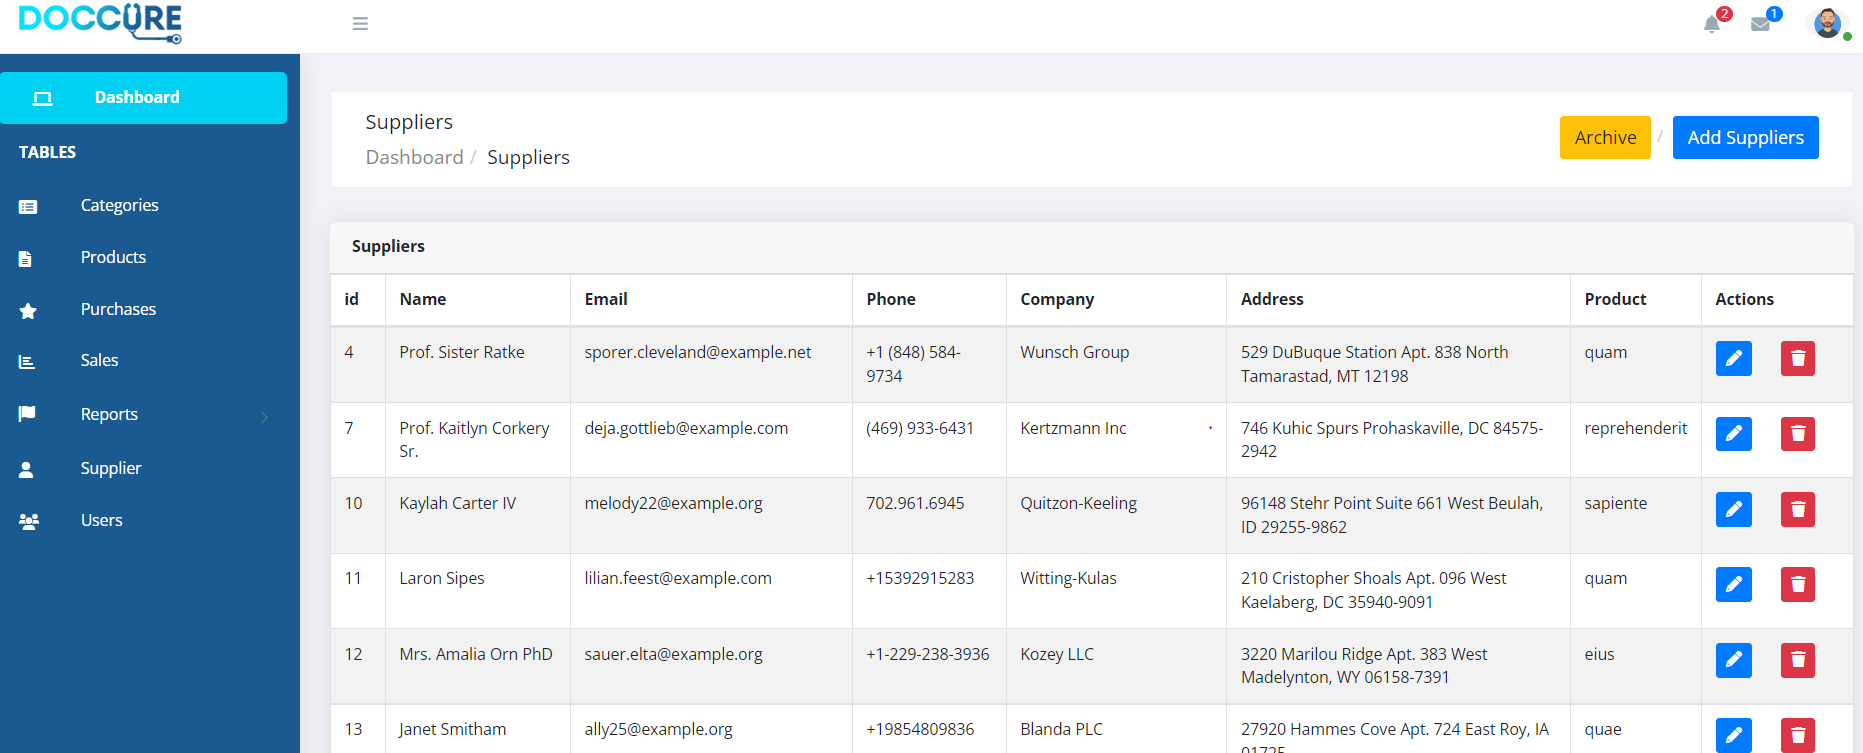 DOCCURE
2
1
Dashboard
TABLES
Categories
Products
Purchases
Sales
Reports
Supplier
Users
Suppliers
Dashboard / Suppliers
Archive / Add Suppliers
Suppliers
id Name Email Phone Company Address Product Actions
4 Prof. Sister Ratke sporer.cleveland@example.net +1 (848) 584- Wunsch Group 529 DuBuque Station Apt. 838 North quam
9734 Tamarastad, MT 12198
7 Prof. Kaitlyn Corkery deja.gottlieb@example.com (469) 933-6431 Kertzmann Inc 746 Kuhic Spurs Prohaskaville, DC 84575- reprehenderit
Sr. 2942
10 Kaylah Carter IV melody22@example.org 702.961.6945 Quitzon-Keeling 96148 Stehr Point Suite 661 West Beulah, sapiente
ID 29255-9862
11 Laron Sipes lilian.feest@example.com +15392915283 Witting-Kulas 210 Cristopher Shoals Apt. 096 West quam
Kaelaberg, DC 35940-9091
12 Mrs. Amalia Orn PhD sauer.elta@example.org +1-229-238-3936 Kozey LLC 3220 Marilou Ridge Apt. 383 West eius
Madelynton, WY 06158-7391
13 Janet Smitham ally25@example.org +19854809836 Blanda PLC 27920 Hammes Cove Apt. 724 East Roy, IA quae